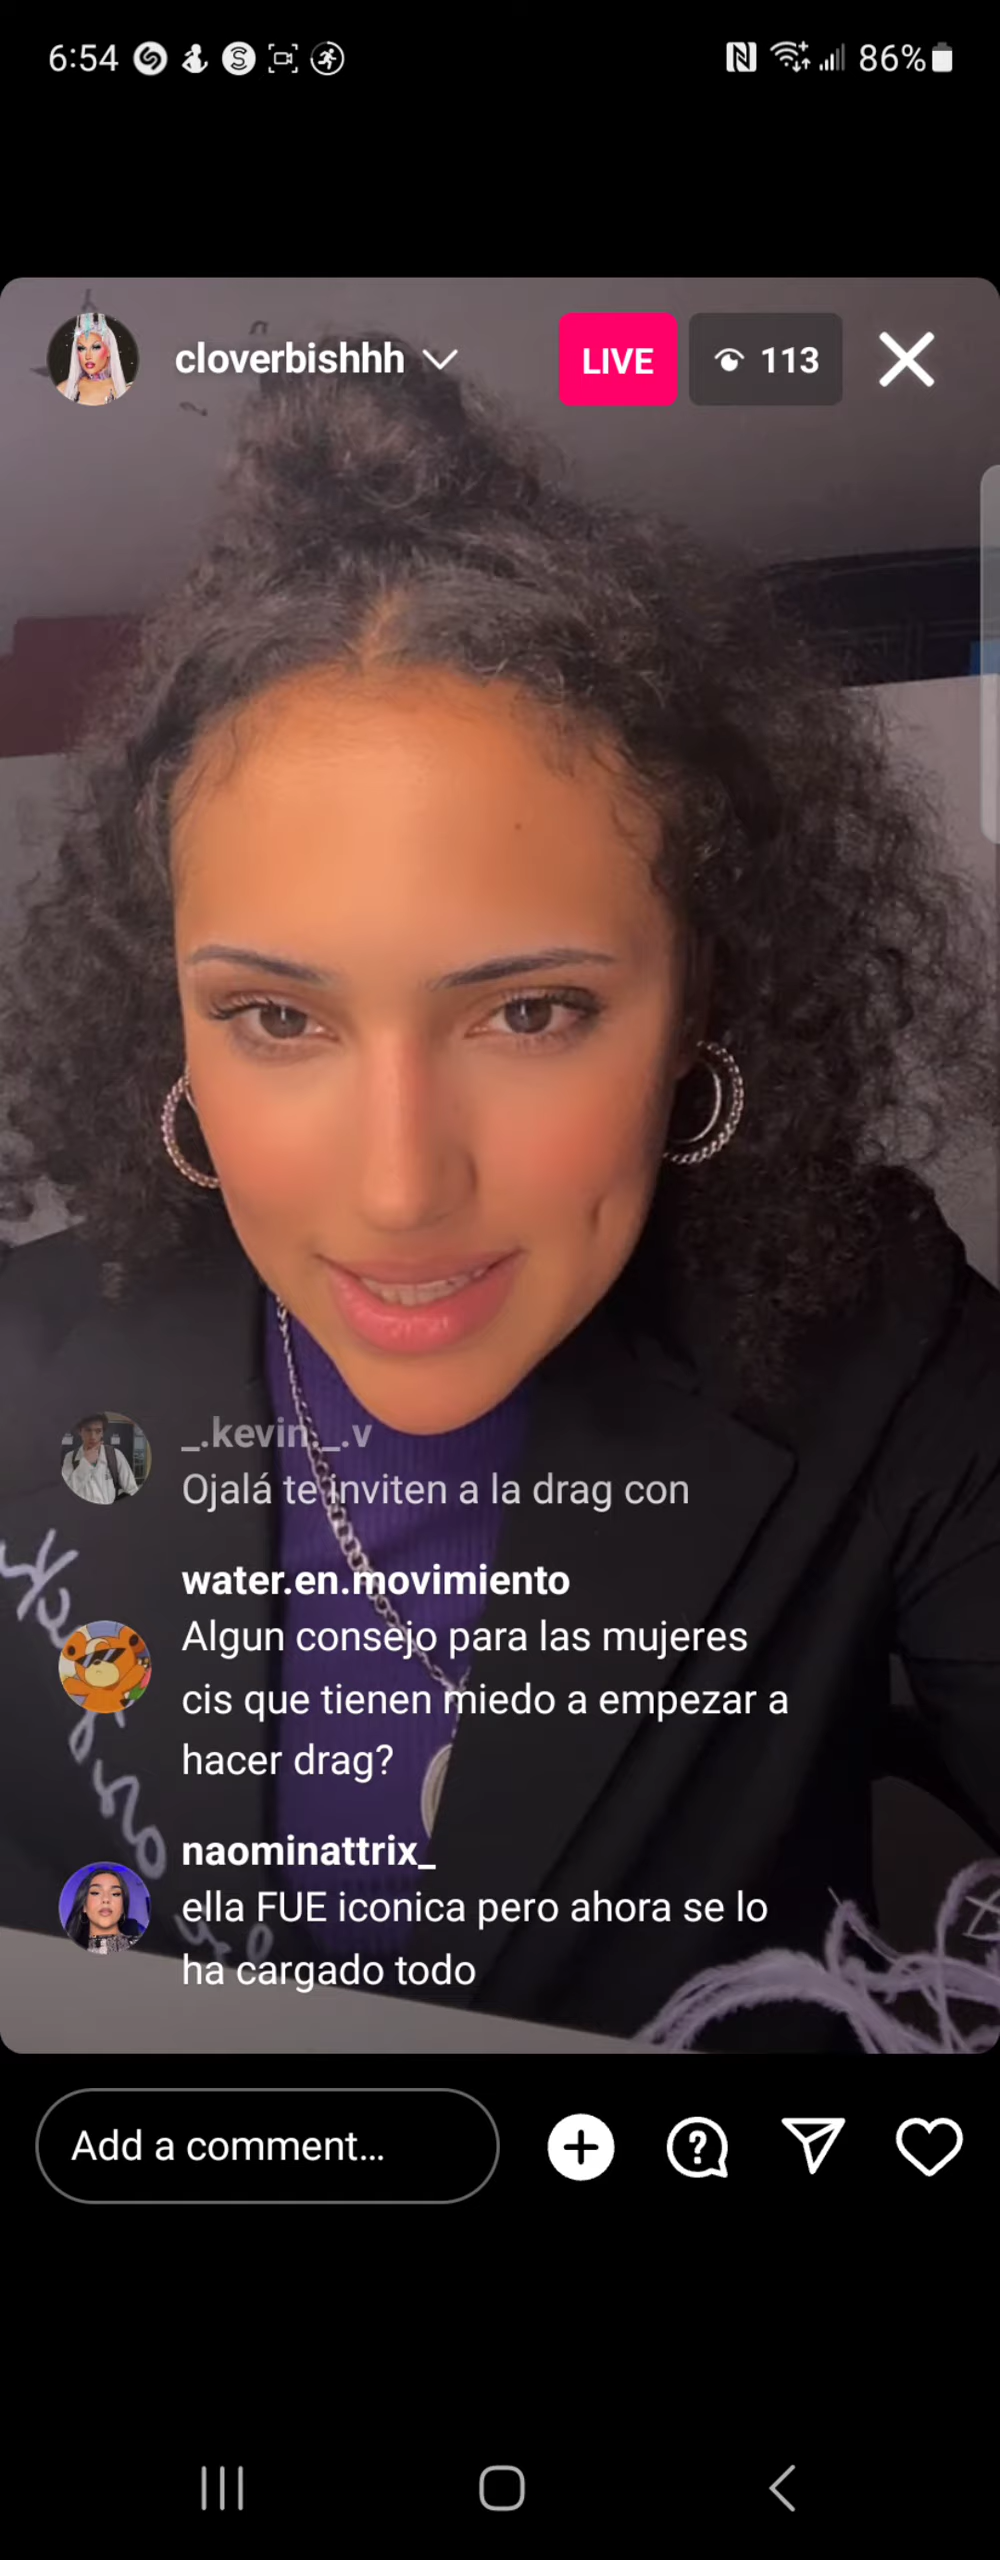 6:54
86%
cloverbishhh
LIVE
113
_.kevin._.v
Ojalá te inviten a la drag con
water.en.movimiento
Algun consejo para las mujeres
cis que tienen miedo a empezar a
hacer drag?
naominattrix_
ella FUE iconica pero ahora se lo
ha cargado todo
Add a comment...